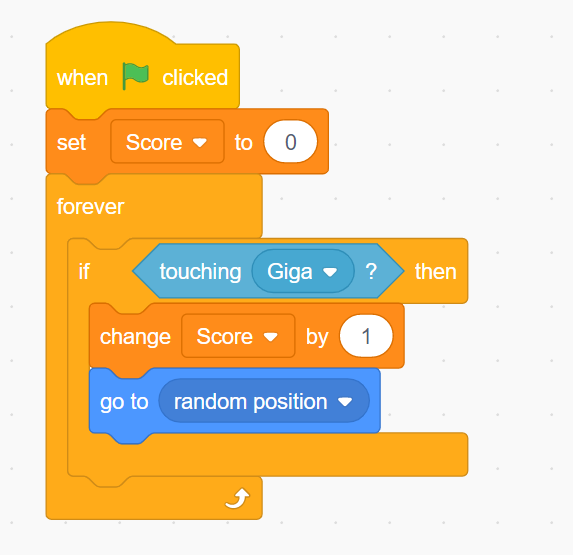 when clicked
set Score to 0
forever
if touching Giga ? then
change Score by 1
go to random position